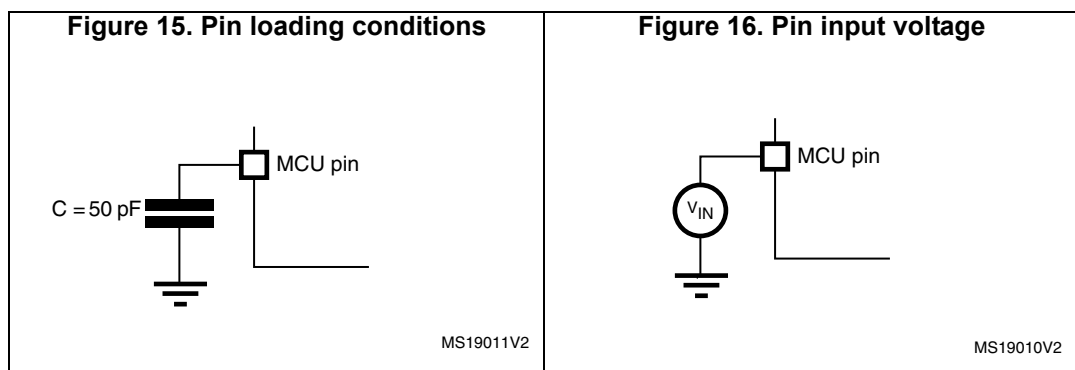 Figure 15. Pin loading conditions
MCU pin
C = 50 pF
MS19011V2
Figure 16. Pin input voltage
MCU pin
VIN
MS19010V2